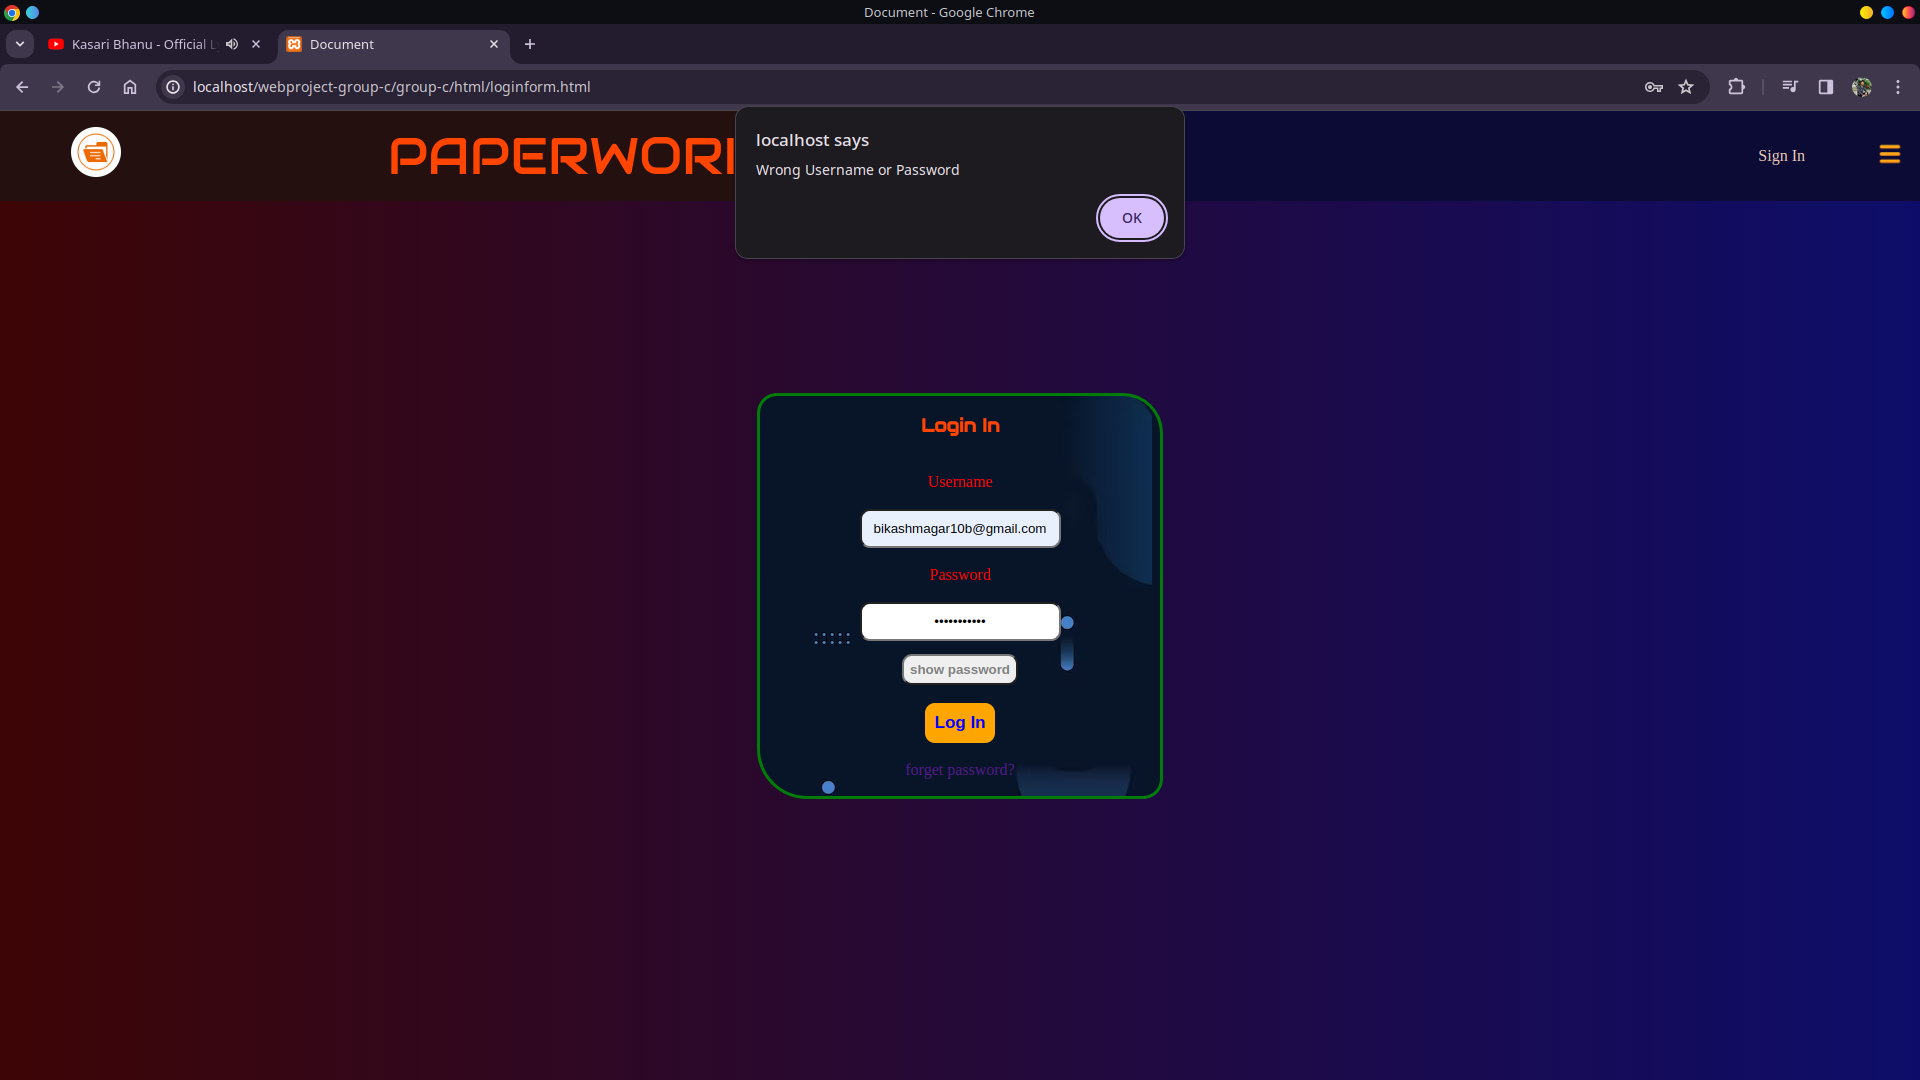 Document - Google Chrome
Kasari Bhanu - Official
Document
localhost/webproject-group-c/group-c/html/loginform.html
localhost says
Wrong Username or Password
OK
Sign In
Login In
Username
bikashmagar10b@gmail.com
Password
•••••••••••
show password
Log In
forget password?